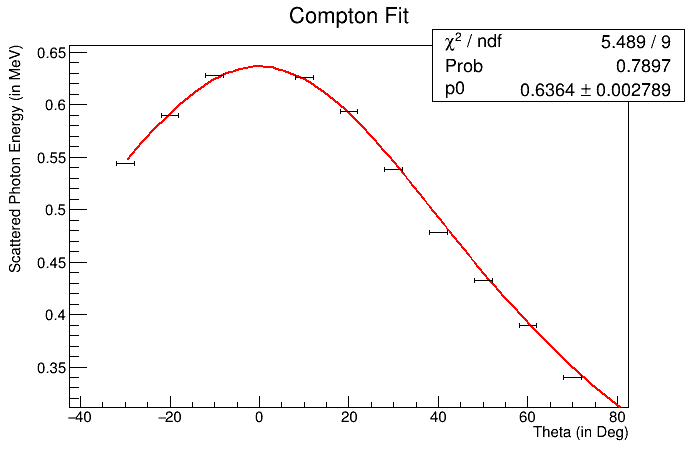 Compton Fit
χ² / ndf 5.489 / 9
Prob 0.7897
p0 0.6364 ± 0.002789
Scattered Photon Energy (in MeV)
0.65
0.6
0.55
0.5
0.45
0.4
0.35
−40 −20 0 20 40 60 80
Theta (in Deg)